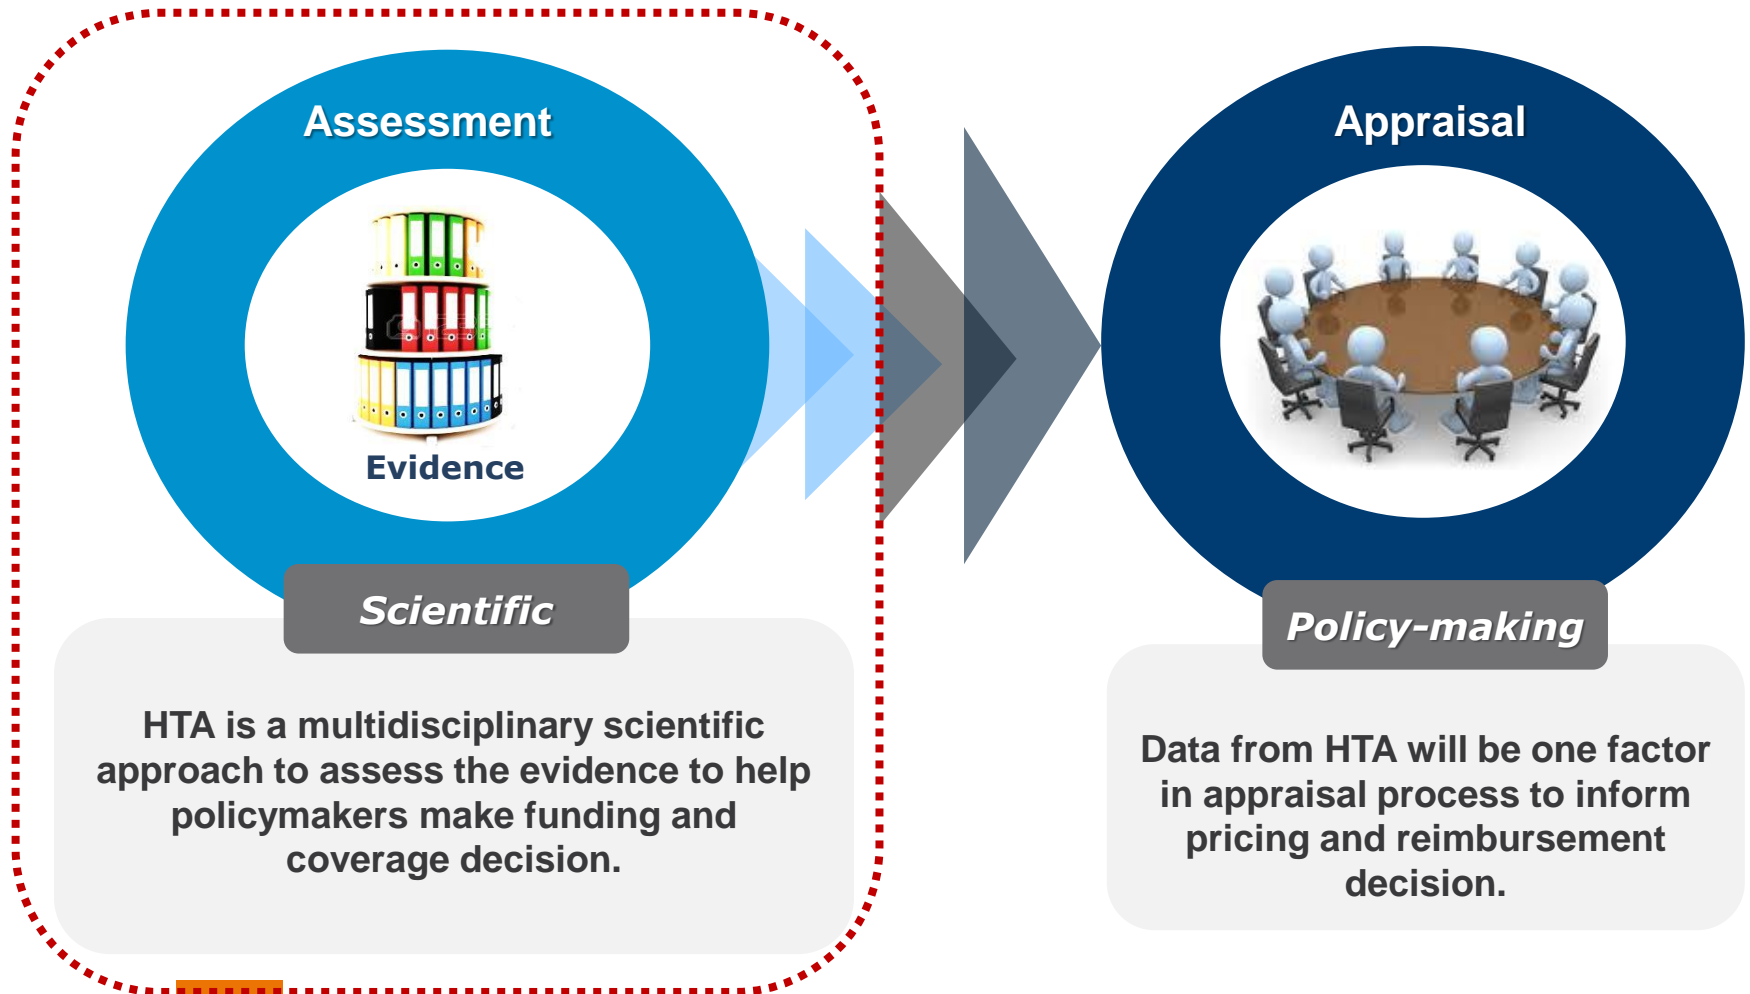 Assessment
Evidence
Scientific
HTA is a multidisciplinary scientific
approach to assess the evidence to help
policymakers make funding and
coverage decision.
Appraisal
Policy-making
Data from HTA will be one factor
in appraisal process to inform
pricing and reimbursement
decision.